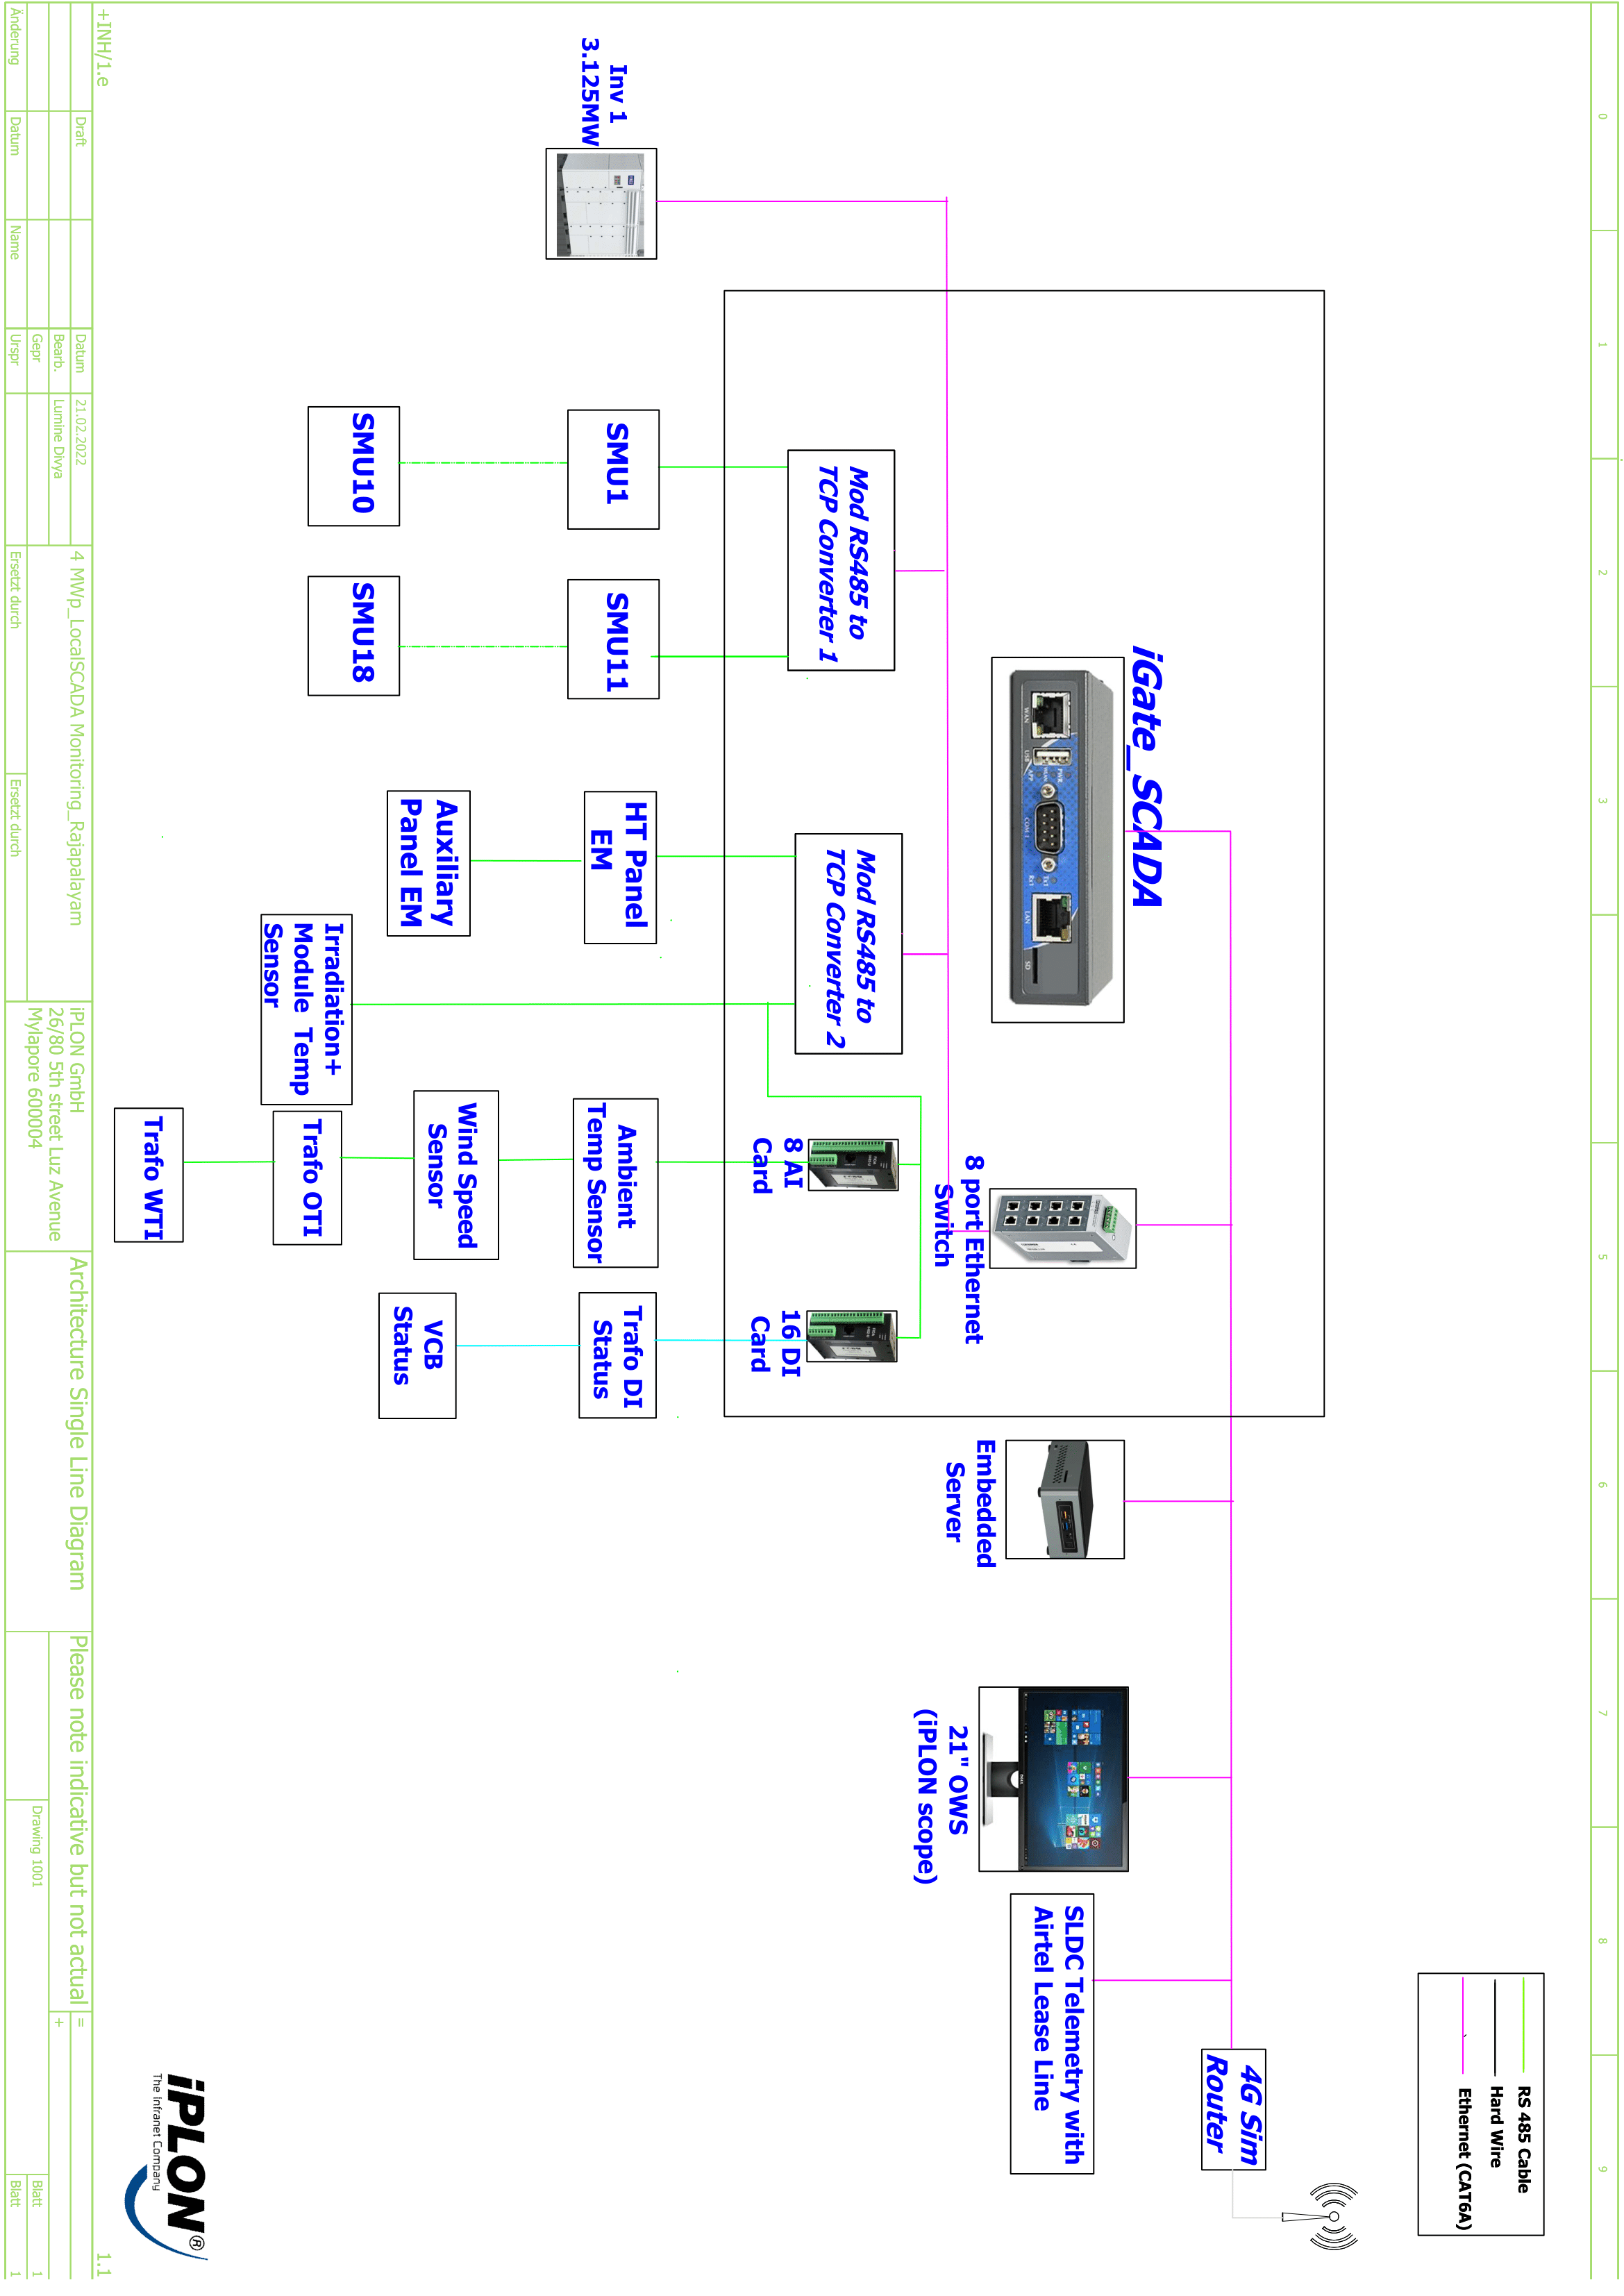 0
1
2
3
4
5
6
7
8
9
RS 485 Cable
Hard Wire
Ethernet (CAT6A)
4G Sim
Router
iGate_SCADA
WAN
USB
COM 1
LAN
SD
8 port Ethernet
Switch
Embedded
Server
21" OWS
(iPLON scope)
SLDC Telemetry with
Airtel Lease Line
Inv 1
3.125MW
Mod RS485 to
TCP Converter 1
Mod RS485 to
TCP Converter 2
8 AI
Card
16 DI
Card
SMU1
SMU11
HT Panel
EM
Ambient
Temp Sensor
Trafo DI
Status
SMU10
SMU18
Auxiliary
Panel EM
Wind Speed
Sensor
VCB
Status
Irradiation+
Module Temp
Sensor
Trafo OTI
Trafo WTI
iPLON®
The Infranet Company
+INH/1.e
1.1
Draft
Datum
21.02.2022
4 MWp_LocalSCADA Monitoring_Rajapalayam
iPLON GmbH
Architecture Single Line Diagram
Please note indicative but not actual
=
Bearb.
Lumine Divya
26/80 5th street Luz Avenue
+
Gepr
Mylapore 600004
Drawing 1001
Blatt
1
Änderung
Datum
Name
Urspr
Ersetzt durch
Ersetzt durch
Blatt
1